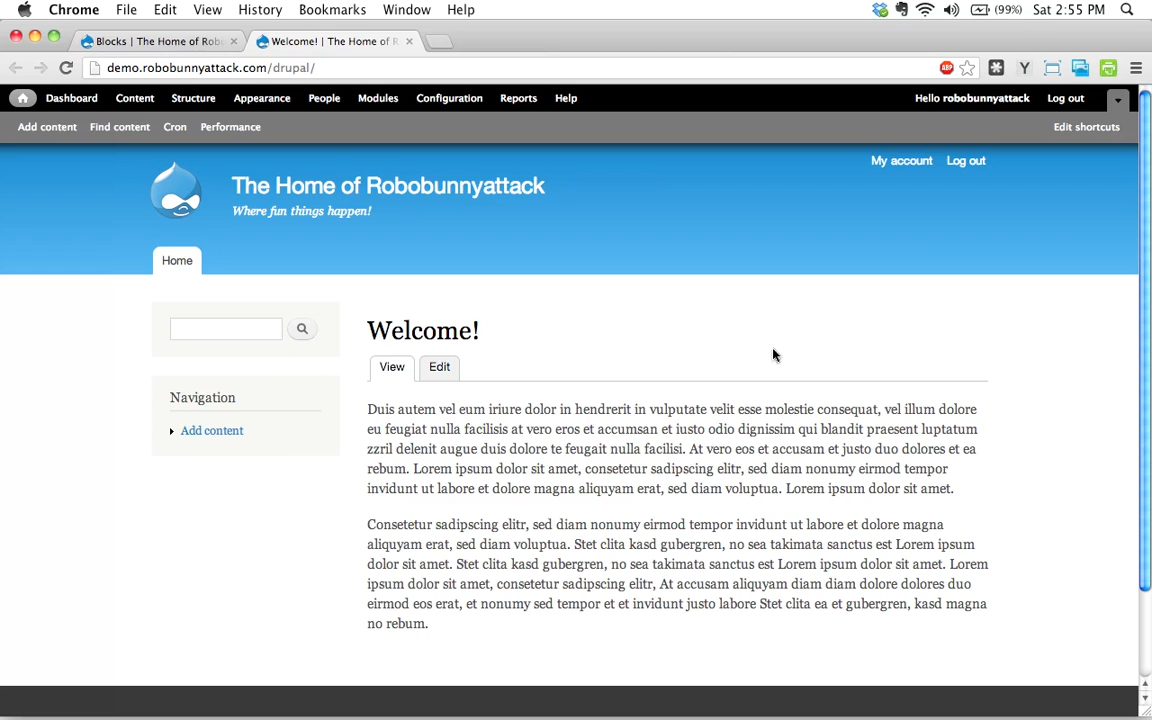 Chrome File Edit View History Bookmarks Window Help (99%) Sat 2:55 PM
Blocks | The Home of Rob
Welcome! | The Home of R
demo.robobunnyattack.com/drupal/
ABP Y
Dashboard Content Structure Appearance People Modules Configuration Reports Help Hello robobunnyattack Log out
Add content Find content Cron Performance Edit shortcuts
My account Log out
The Home of Robobunnyattack
Where fun things happen!
Home
Welcome!
View Edit
Navigation
Add content
Duis autem vel eum iriure dolor in hendrerit in vulputate velit esse molestie consequat, vel illum dolore
eu feugiat nulla facilisis at vero eros et accumsan et iusto odio dignissim qui blandit praesent luptatum
zzril delenit augue duis dolore te feugait nulla facilisi. At vero eos et accusam et justo duo dolores et ea
rebum. Lorem ipsum dolor sit amet, consetetur sadipscing elitr, sed diam nonumy eirmod tempor
invidunt ut labore et dolore magna aliquyam erat, sed diam voluptua. Lorem ipsum dolor sit amet.
Consetetur sadipscing elitr, sed diam nonumy eirmod tempor invidunt ut labore et dolore magna
aliquyam erat, sed diam voluptua. Stet clita kasd gubergren, no sea takimata sanctus est Lorem ipsum
dolor sit amet. Stet clita kasd gubergren, no sea takimata sanctus est Lorem ipsum dolor sit amet. Lorem
ipsum dolor sit amet, consetetur sadipscing elitr, At accusam aliquyam diam diam dolore dolores duo
eirmod eos erat, et nonumy sed tempor et et invidunt justo labore Stet clita ea et gubergren, kasd magna
no rebum.